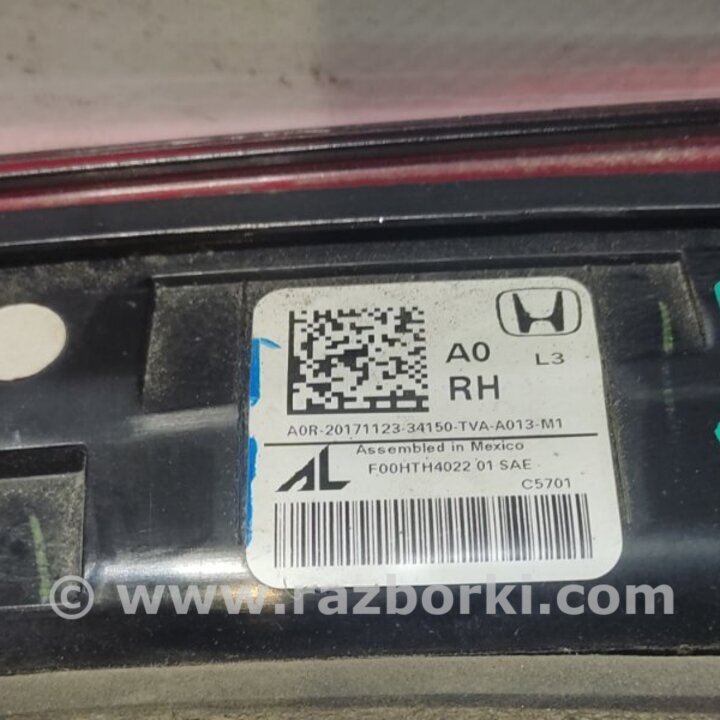 A0
L3
RH
A0R-20171123-34150-TVA-A013-M1
Assembled in Mexico
AL
F00HTH4022 01 SAE
C5701
© www.razborki.com